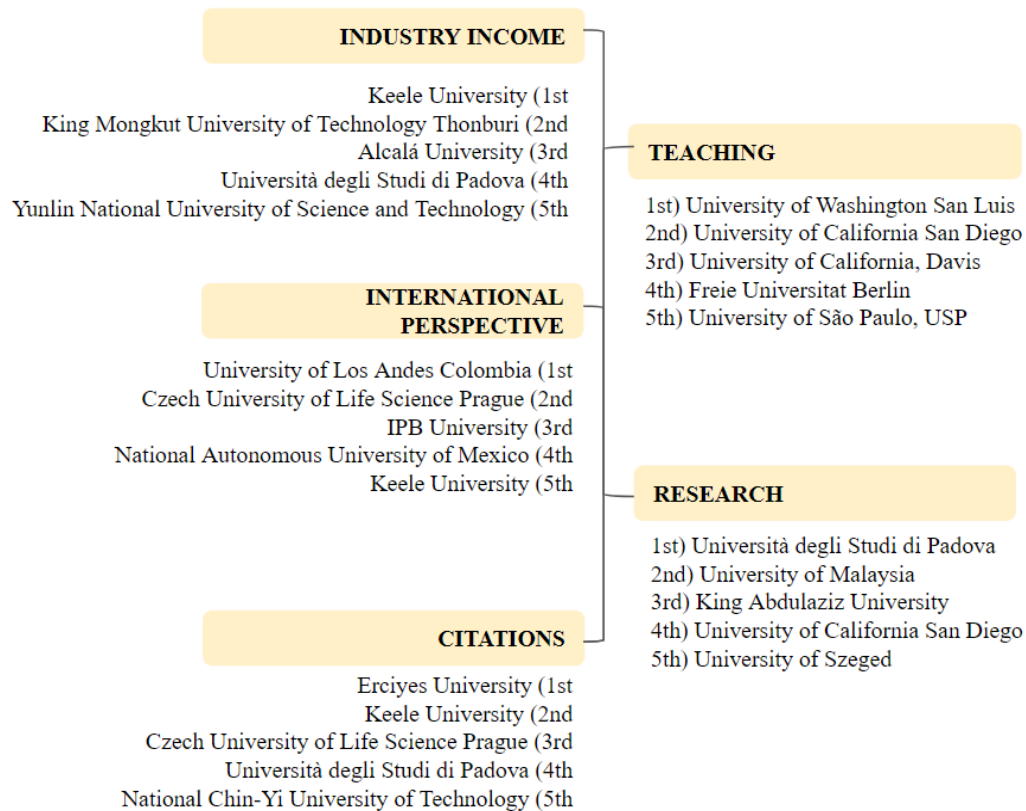 INDUSTRY INCOME
Keele University (1st
King Mongkut University of Technology Thonburi (2nd
Alcalá University (3rd
Università degli Studi di Padova (4th
Yunlin National University of Science and Technology (5th
TEACHING
1st) University of Washington San Luis
2nd) University of California San Diego
3rd) University of California, Davis
4th) Freie Universitat Berlin
5th) University of São Paulo, USP
INTERNATIONAL
PERSPECTIVE
University of Los Andes Colombia (1st
Czech University of Life Science Prague (2nd
IPB University (3rd
National Autonomous University of Mexico (4th
Keele University (5th
RESEARCH
1st) Università degli Studi di Padova
2nd) University of Malaysia
3rd) King Abdulaziz University
4th) University of California San Diego
5th) University of Szeged
CITATIONS
Erciyes University (1st
Keele University (2nd
Czech University of Life Science Prague (3rd
Università degli Studi di Padova (4th
National Chin-Yi University of Technology (5th